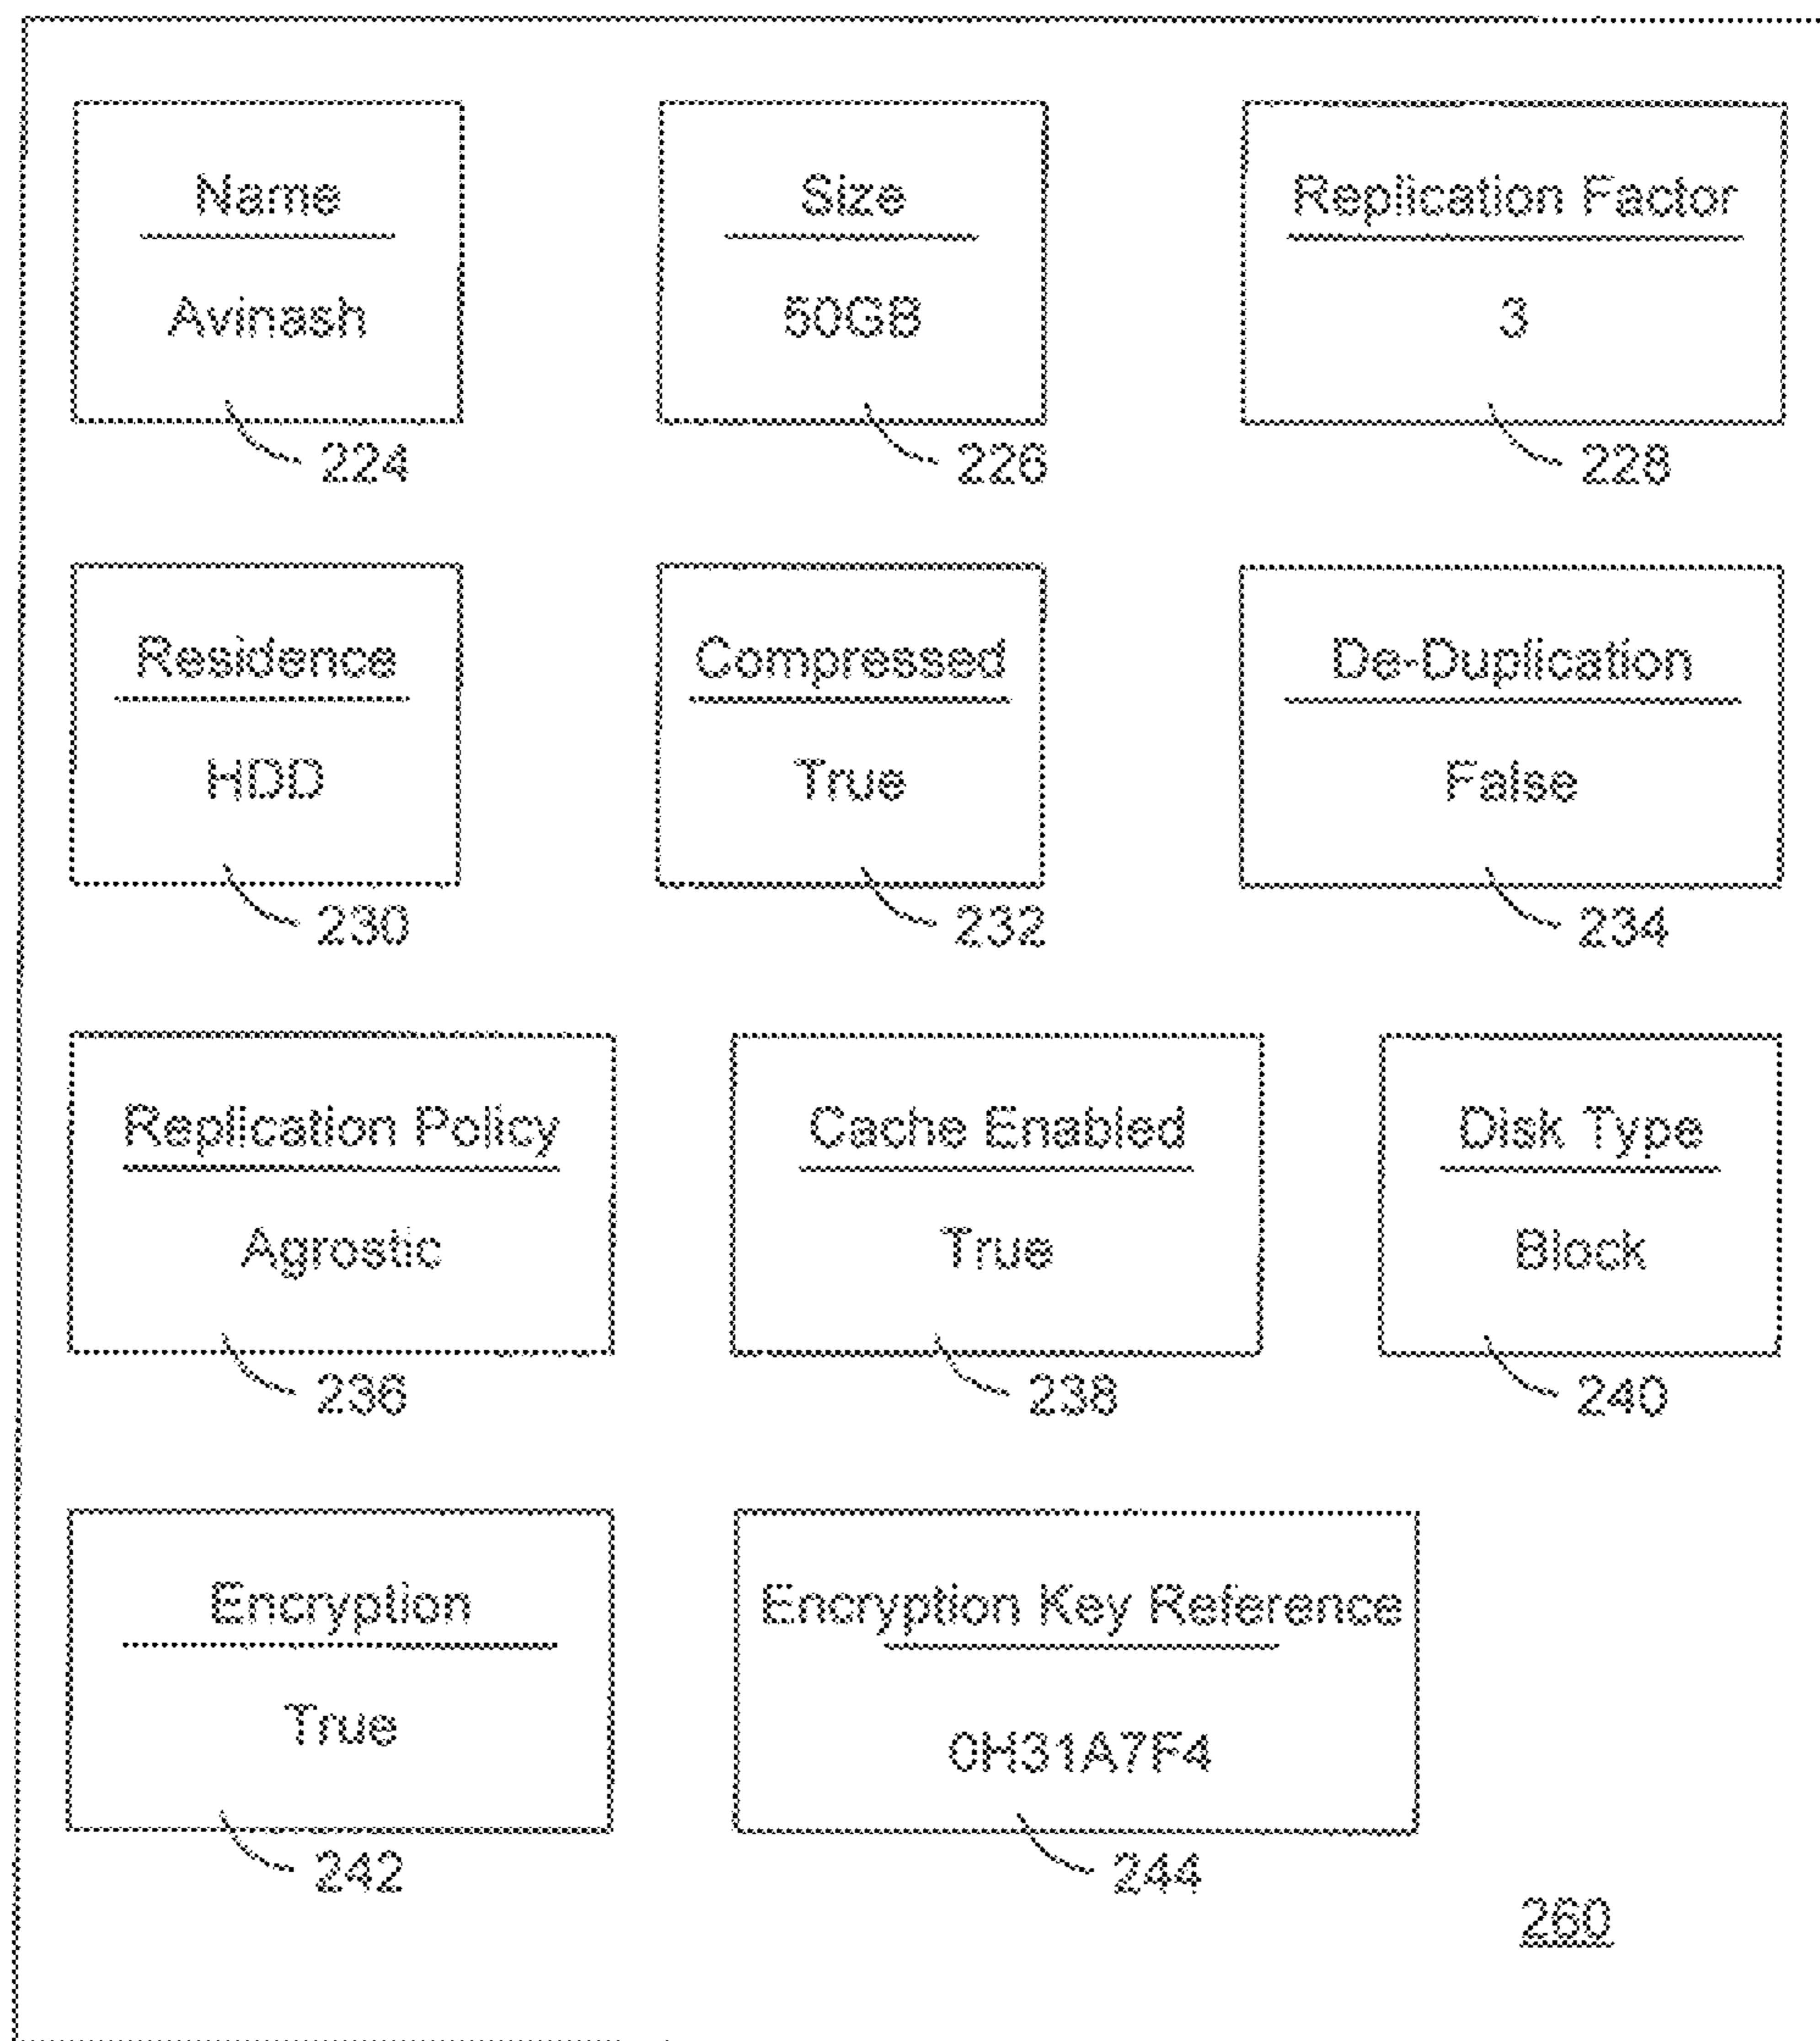 Name
Avinash
224
Size
50GB
226
Replication Factor
3
228
Residence
HDD
230
Compressed
True
232
De-Duplication
False
234
Replication Policy
Agrostic
236
Cache Enabled
True
238
Disk Type
Block
240
Encryption
True
242
Encryption Key Reference
0H31A7F4
244
260